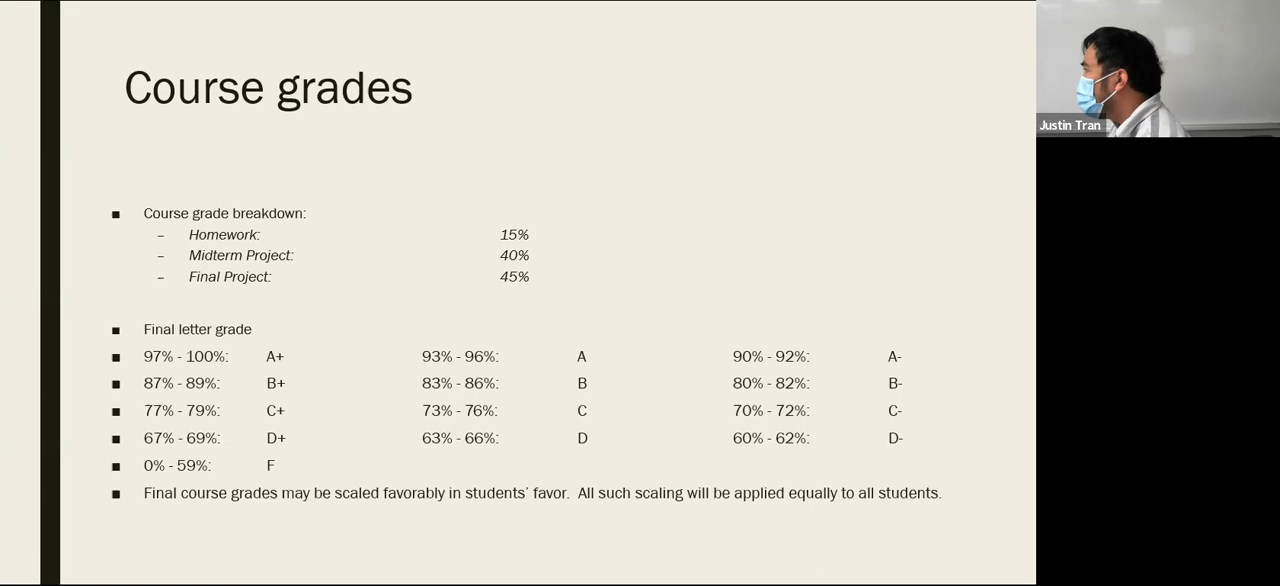 Course grades
Justin Tran
■ Course grade breakdown:
– Homework: 15%
– Midterm Project: 40%
– Final Project: 45%
■ Final letter grade
■ 97% - 100%: A+ 93% - 96%: A 90% - 92%: A-
■ 87% - 89%: B+ 83% - 86%: B 80% - 82%: B-
■ 77% - 79%: C+ 73% - 76%: C 70% - 72%: C-
■ 67% - 69%: D+ 63% - 66%: D 60% - 62%: D-
■ 0% - 59%: F
■ Final course grades may be scaled favorably in students' favor. All such scaling will be applied equally to all students.